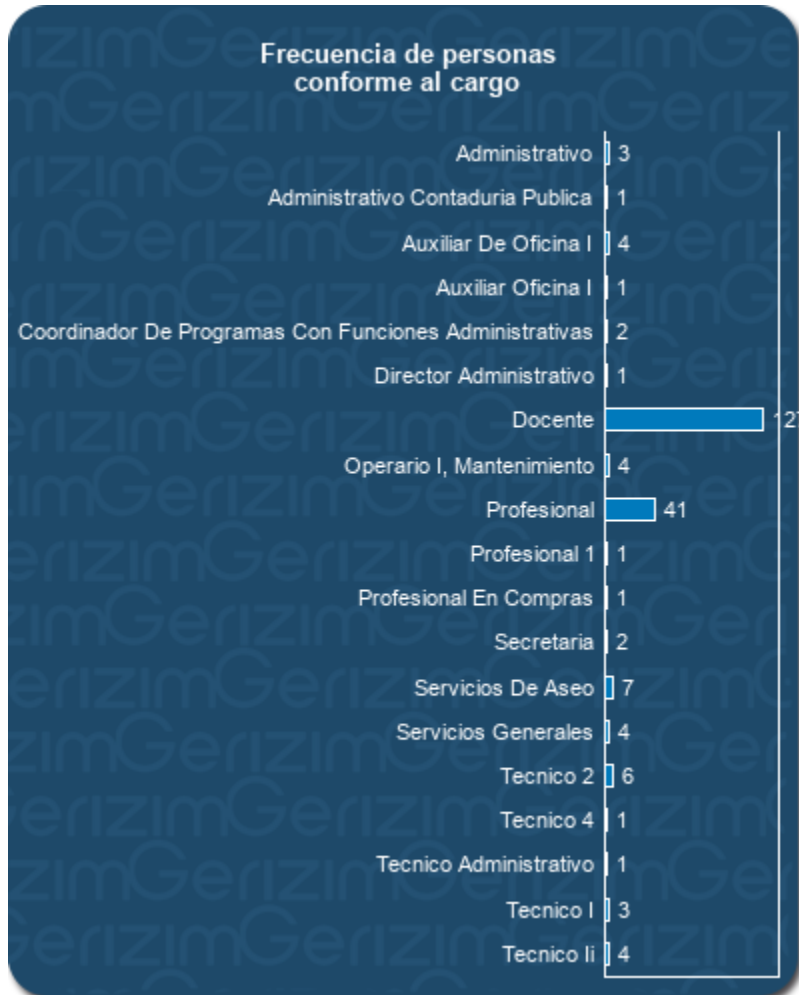 Frecuencia de personas
conforme al cargo
Administrativo 3
Administrativo Contaduria Publica 1
Auxiliar De Oficina I 4
Auxiliar Oficina I 1
Coordinador De Programas Con Funciones Administrativas 2
Director Administrativo 1
Docente 127
Operario I, Mantenimiento 4
Profesional 41
Profesional 1 1
Profesional En Compras 1
Secretaria 2
Servicios De Aseo 7
Servicios Generales 4
Tecnico 2 6
Tecnico 4 1
Tecnico Administrativo 1
Tecnico I 3
Tecnico Ii 4